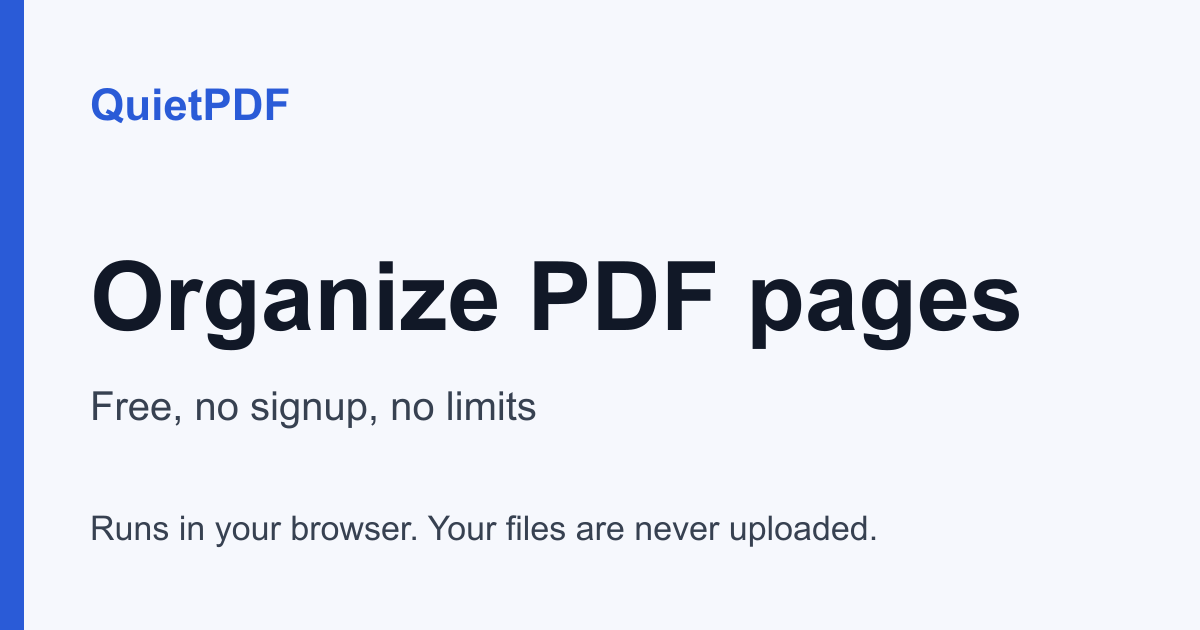 QuietPDF
Organize PDF pages
Free, no signup, no limits
Runs in your browser. Your files are never uploaded.